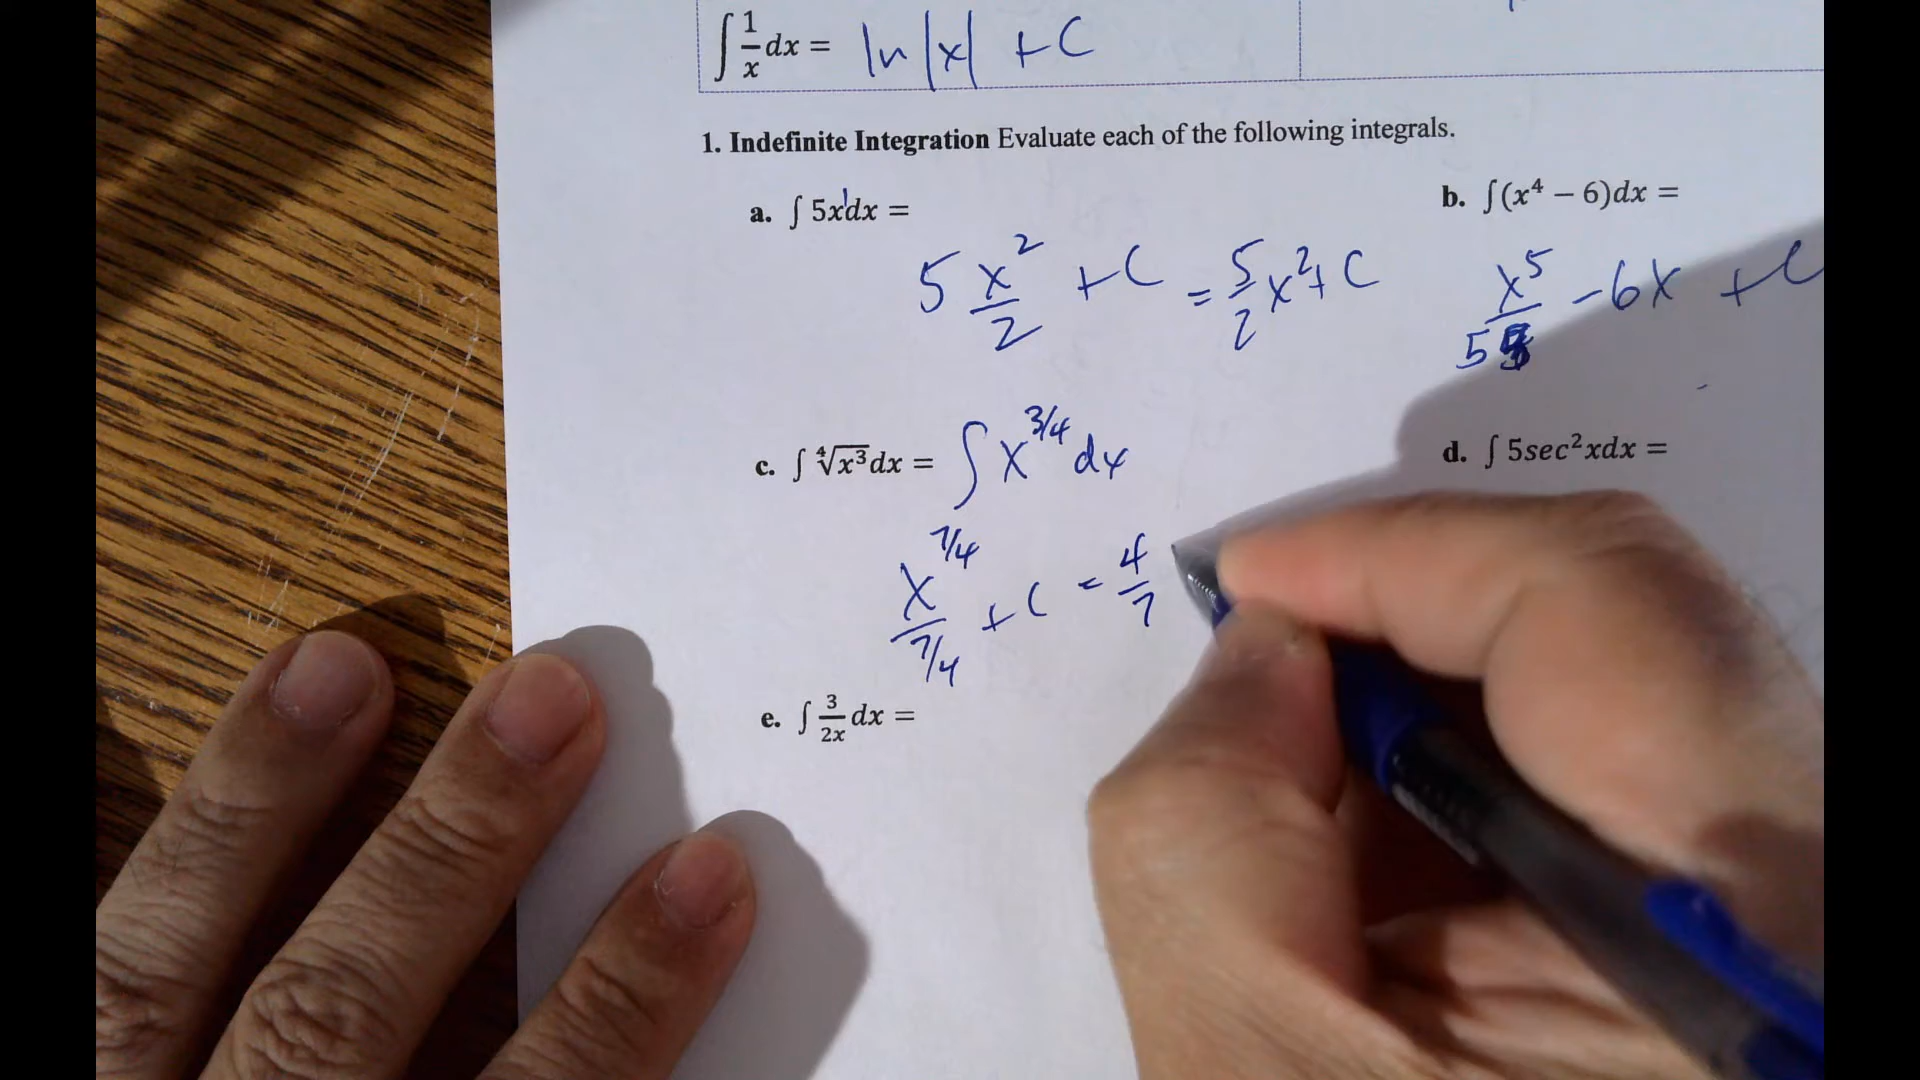 ∫ 1/x dx = ln|x| + C
1. Indefinite Integration Evaluate each of the following integrals.
a. ∫ 5x¹dx =
5 x²/2 + C = 5/2 x² + C
b. ∫(x⁴ − 6)dx =
x⁵/5 − 6x + C
c. ∫ ∜x³ dx = ∫ x^3/4 dx
x^7/4 / 7/4 + C = 4/7
d. ∫ 5sec²xdx =
e. ∫ 3/2x dx =